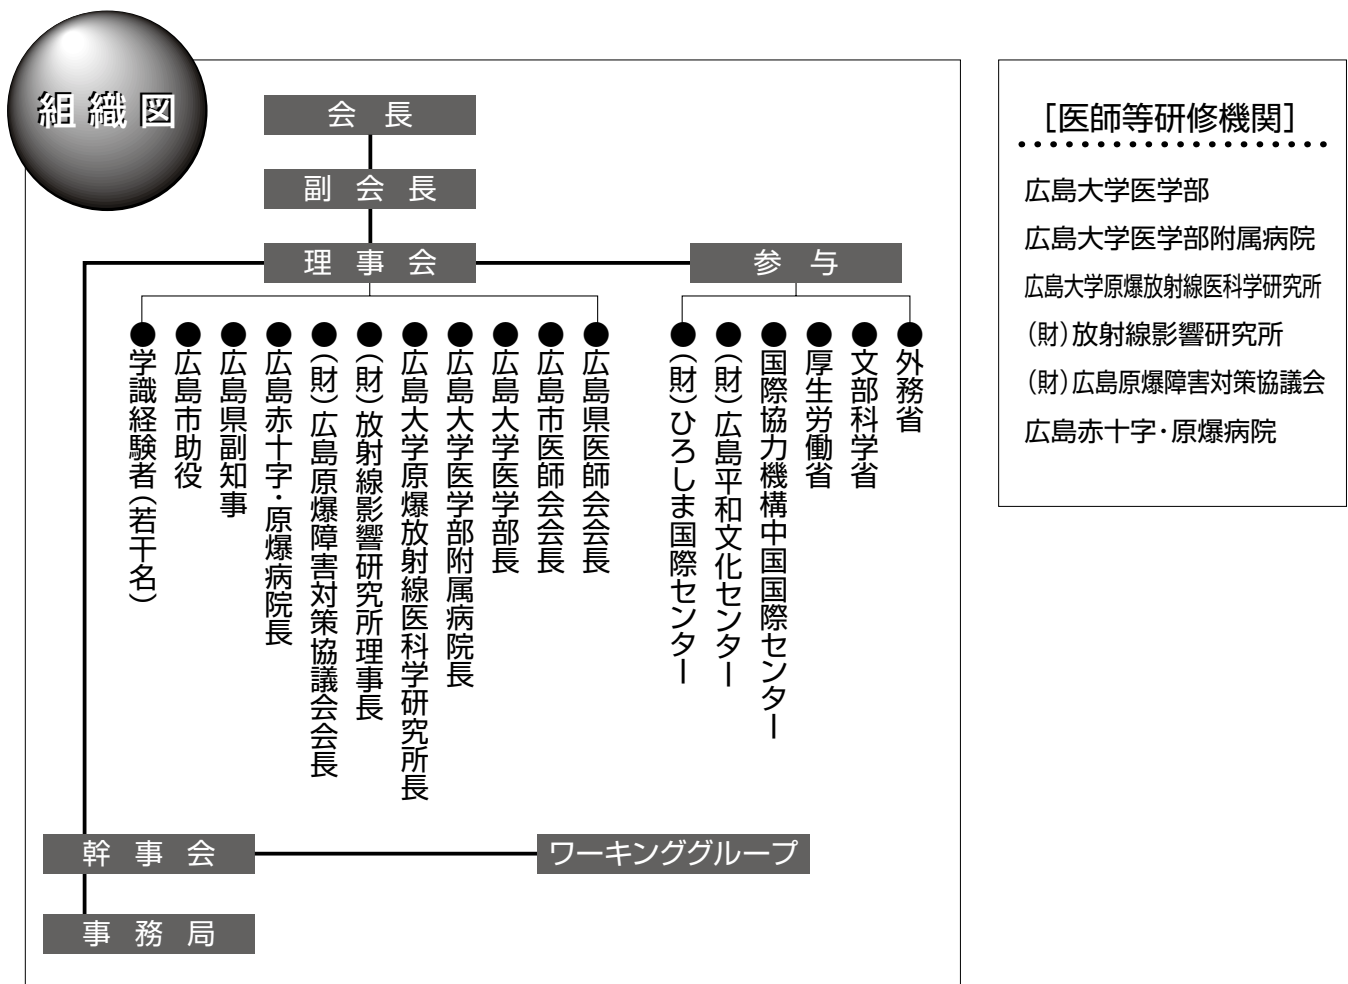 組織図
会長
副会長
理事会
参与
●広島県医師会会長
●広島市医師会会長
●広島大学医学部長
●広島大学医学部附属病院長
●広島大学原爆放射線医科学研究所長
●(財)放射線影響研究所理事長
●(財)広島原爆障害対策協議会会長
●広島赤十字・原爆病院長
●広島県副知事
●広島市助役
●学識経験者(若干名)
●外務省
●文部科学省
●厚生労働省
●国際協力機構中国国際センター
●(財)広島平和文化センター
●(財)ひろしま国際センター
幹事会
ワーキンググループ
事務局
[医師等研修機関]
広島大学医学部
広島大学医学部附属病院
広島大学原爆放射線医科学研究所
(財)放射線影響研究所
(財)広島原爆障害対策協議会
広島赤十字・原爆病院